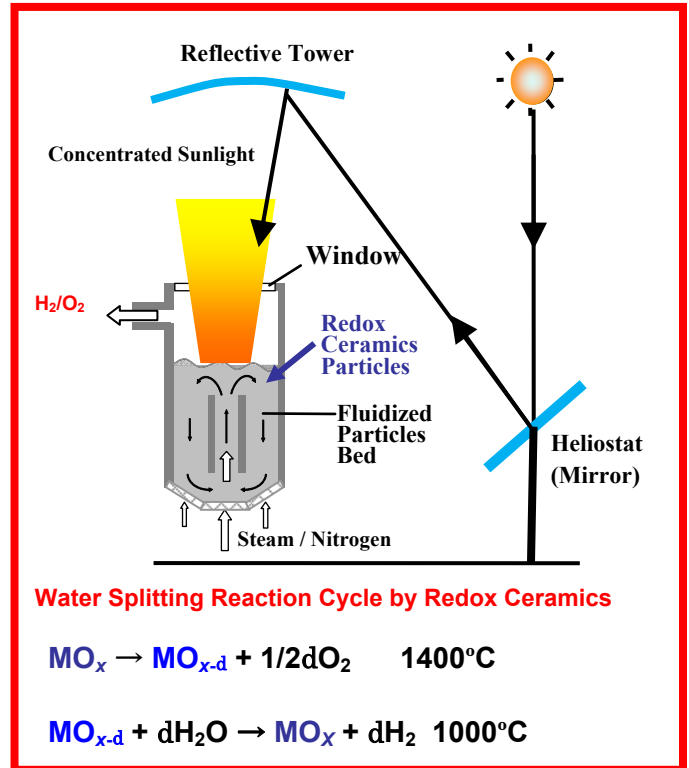 Reflective Tower
Concentrated Sunlight
Window
H₂/O₂
Redox
Ceramics
Particles
Fluidized
Particles
Bed
Heliostat
(Mirror)
Steam / Nitrogen
Water Splitting Reaction Cycle by Redox Ceramics
MOₓ → MOₓ₋d + 1/2dO₂ 1400°C
MOₓ₋d + dH₂O → MOₓ + dH₂ 1000°C